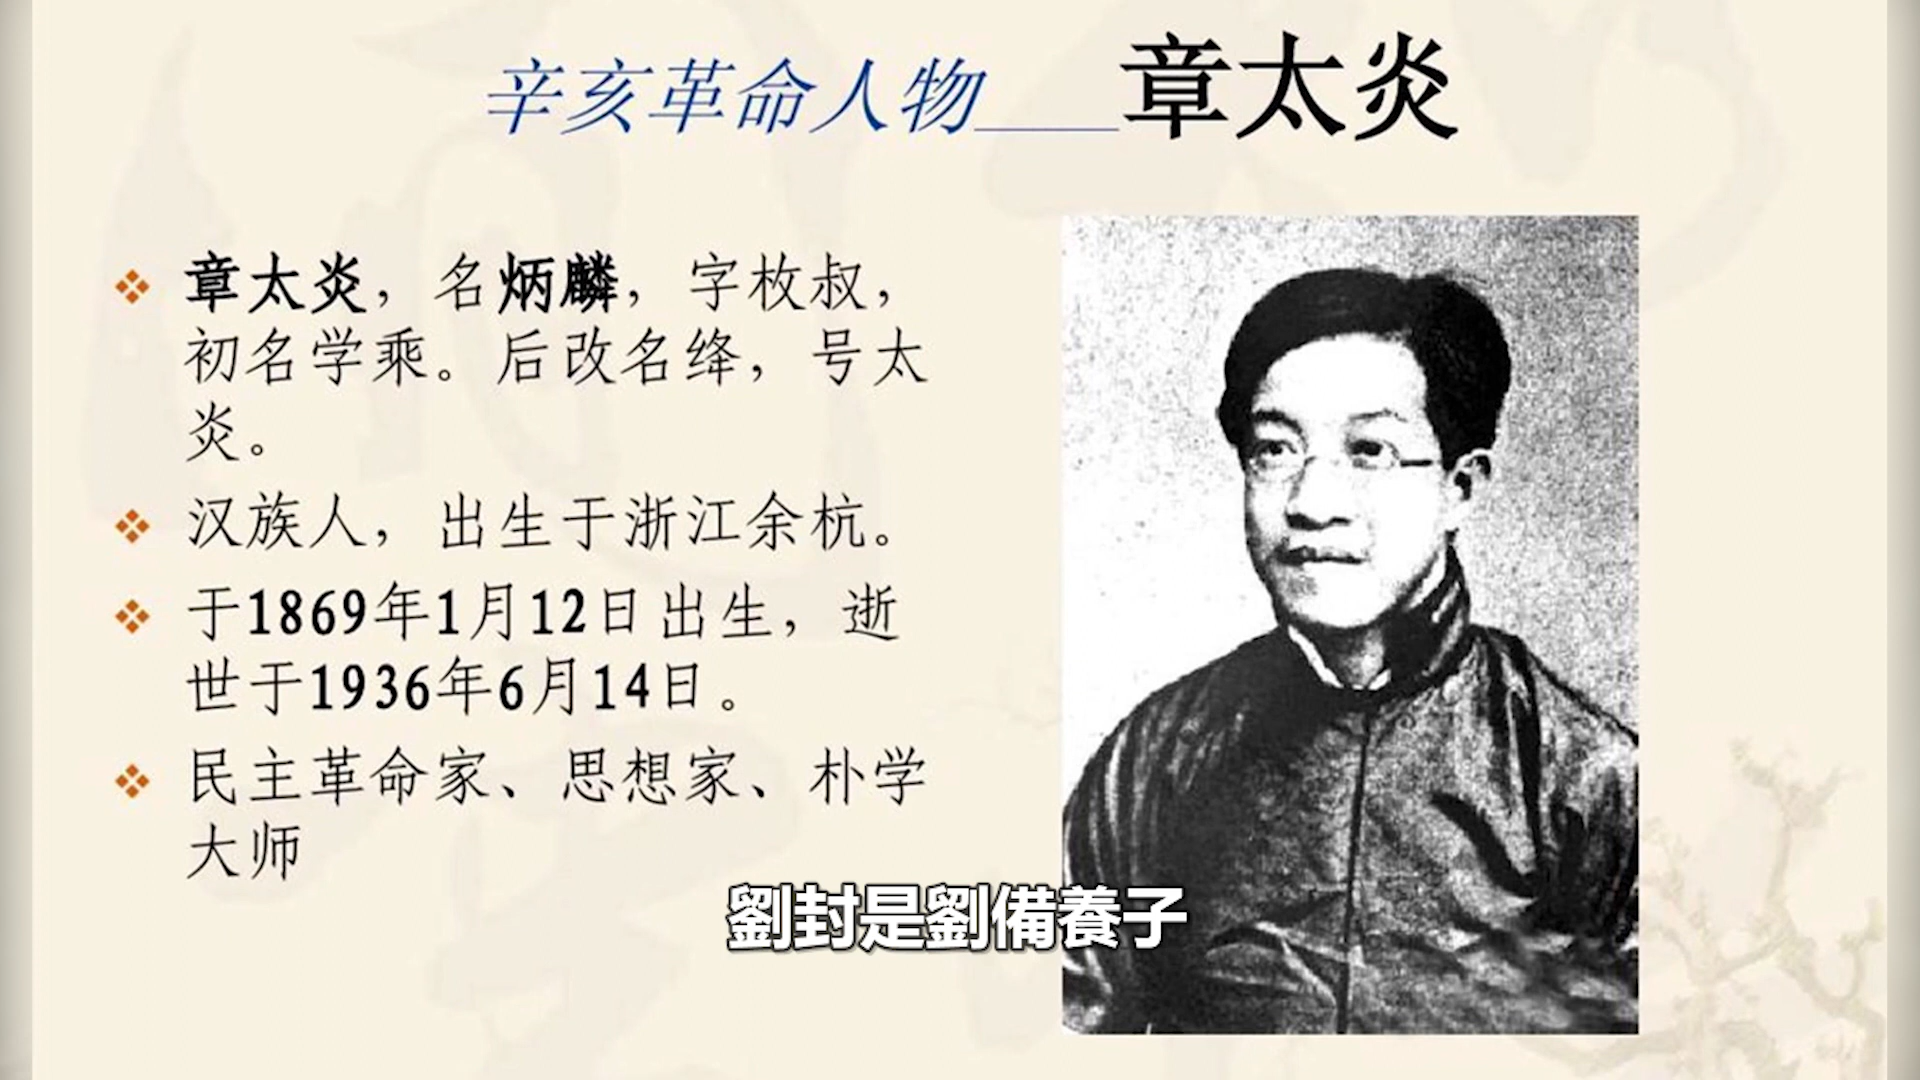 辛亥革命人物___章太炎
章太炎，名炳麟，字枚叔，
初名学乘。后改名绛，号太
炎。
汉族人，出生于浙江余杭。
于1869年1月12日出生，逝
世于1936年6月14日。
民主革命家、思想家、朴学
大师
劉封是劉備養子